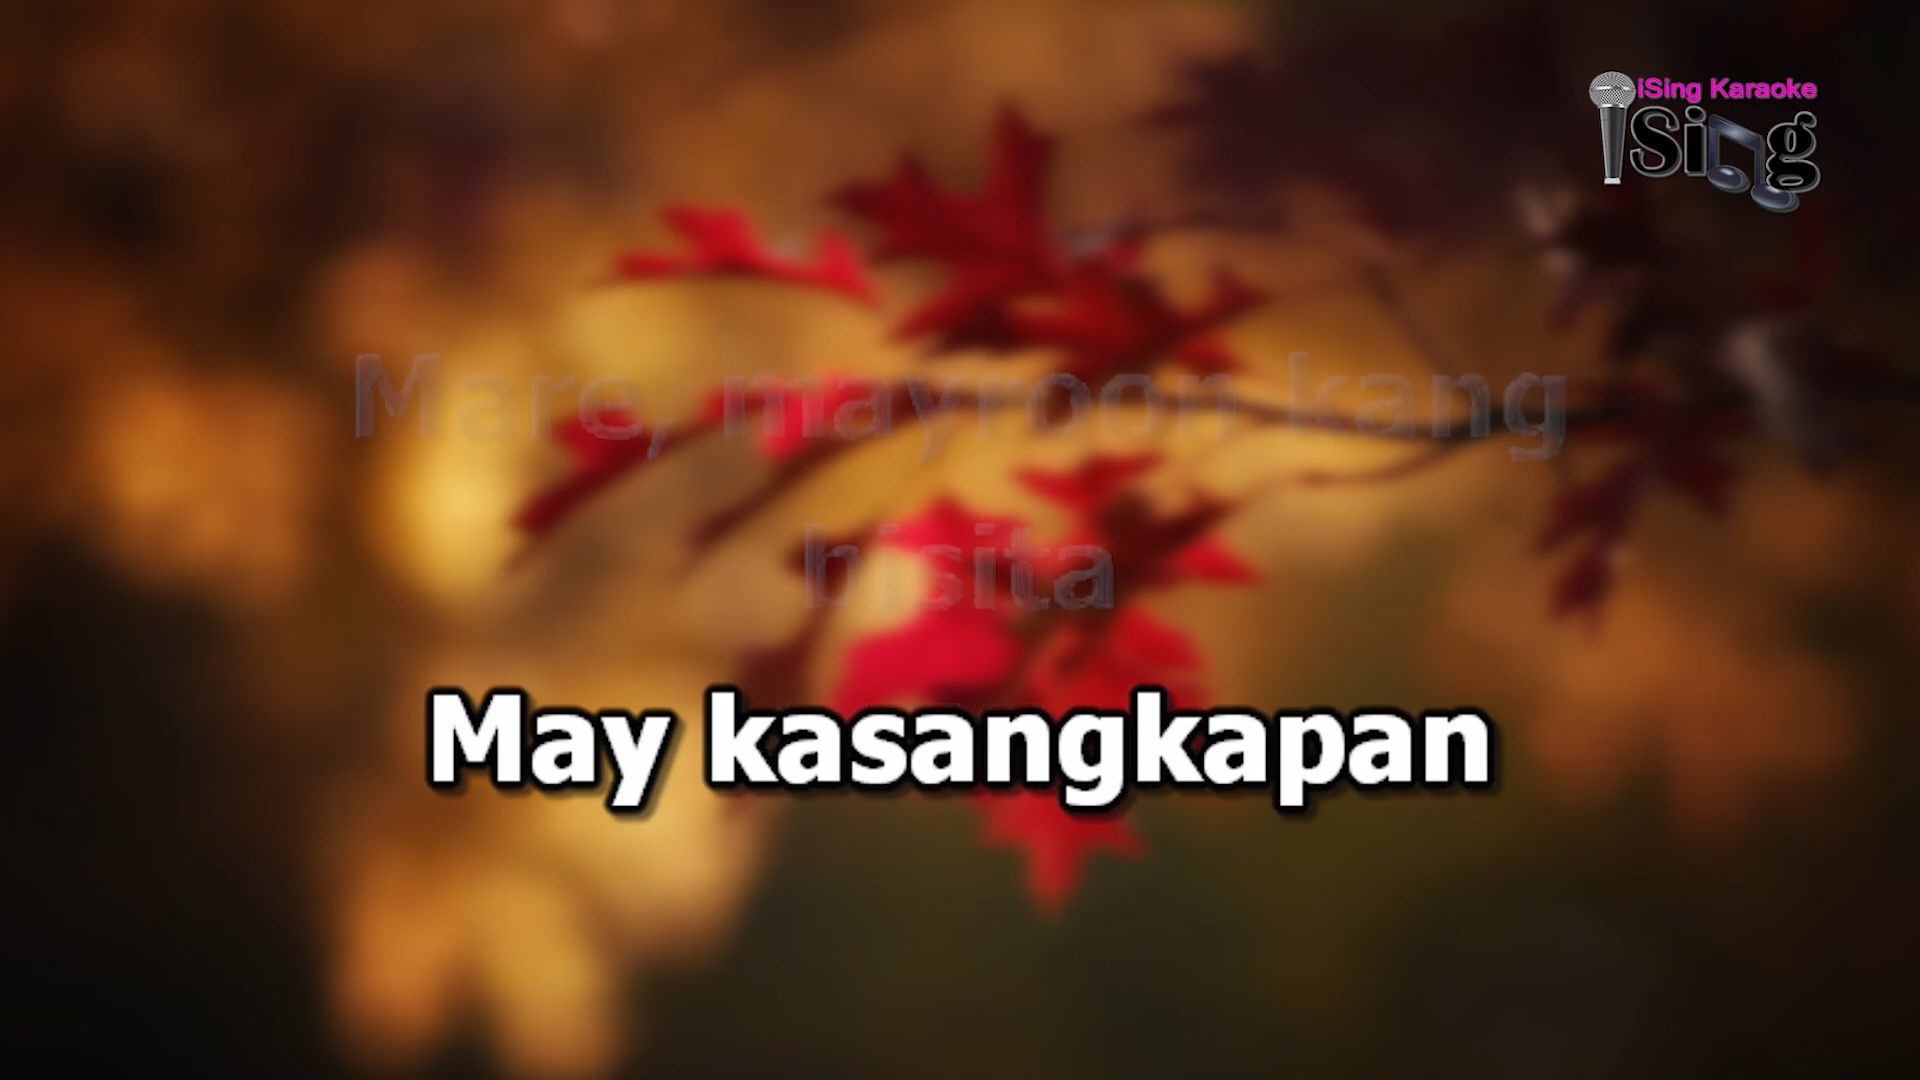 iSing Karaoke
iSing
Mare, mayroon kang
bisita
May kasangkapan